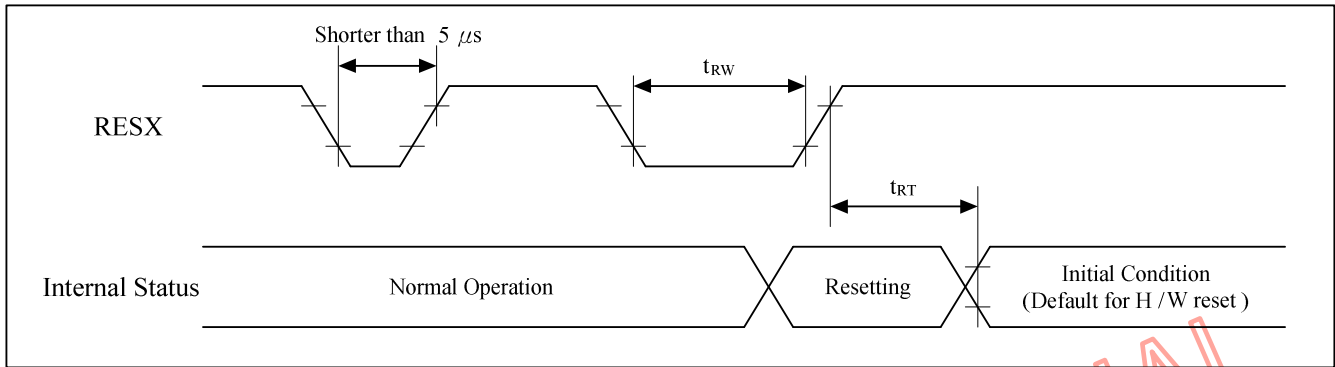 Shorter than 5 μs
tRW
RESX
tRT
Internal Status
Normal Operation
Resetting
Initial Condition
(Default for H /W reset )